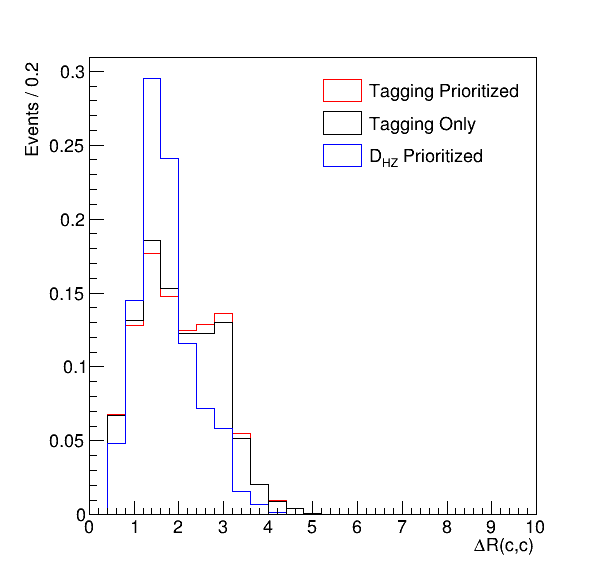 Events / 0.2
0.3
0.25
0.2
0.15
0.1
0.05
0
Tagging Prioritized
Tagging Only
D_HZ Prioritized
0 1 2 3 4 5 6 7 8 9 10
ΔR(c,c)